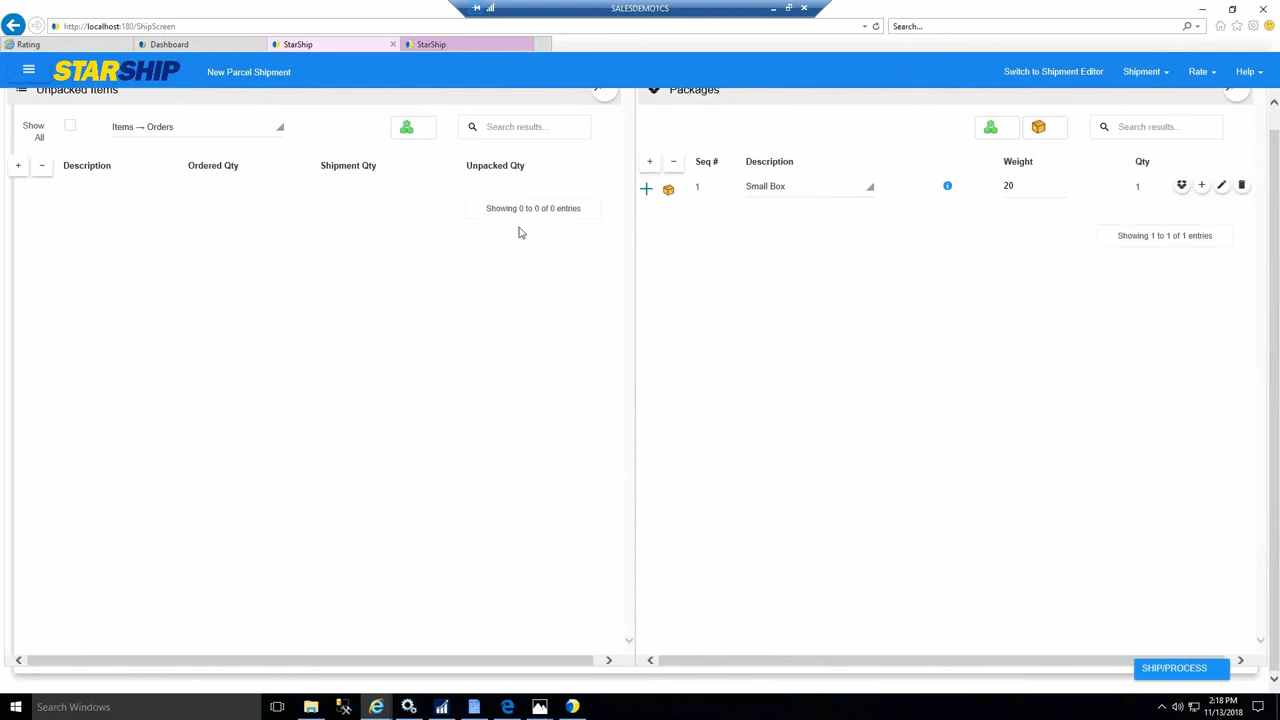 SALESDEMO1CS
http://localhost:180/ShipScreen
Search...
Rating
Dashboard
StarShip
StarShip
STARSHIP
New Parcel Shipment
Switch to Shipment Editor
Shipment
Rate
Help
Unpacked Items
Packages
Show All
Items → Orders
Search results...
Search results...
Description
Ordered Qty
Shipment Qty
Unpacked Qty
Seq #
Description
Weight
Qty
1
Small Box
20
1
Showing 0 to 0 of 0 entries
Showing 1 to 1 of 1 entries
SHIP/PROCESS
Search Windows
2:18 PM
11/13/2018